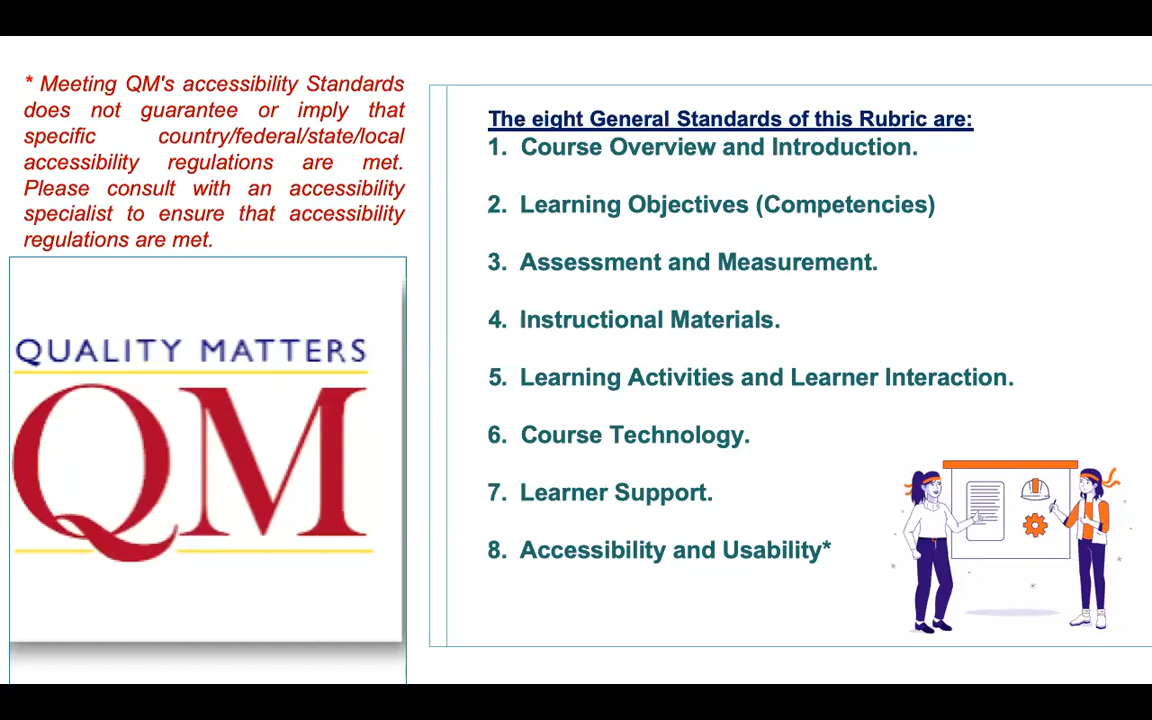 * Meeting QM's accessibility Standards
does not guarantee or imply that
specific country/federal/state/local
accessibility regulations are met.
Please consult with an accessibility
specialist to ensure that accessibility
regulations are met.
QUALITY MATTERS
QM
The eight General Standards of this Rubric are:
1. Course Overview and Introduction.
2. Learning Objectives (Competencies)
3. Assessment and Measurement.
4. Instructional Materials.
5. Learning Activities and Learner Interaction.
6. Course Technology.
7. Learner Support.
8. Accessibility and Usability*